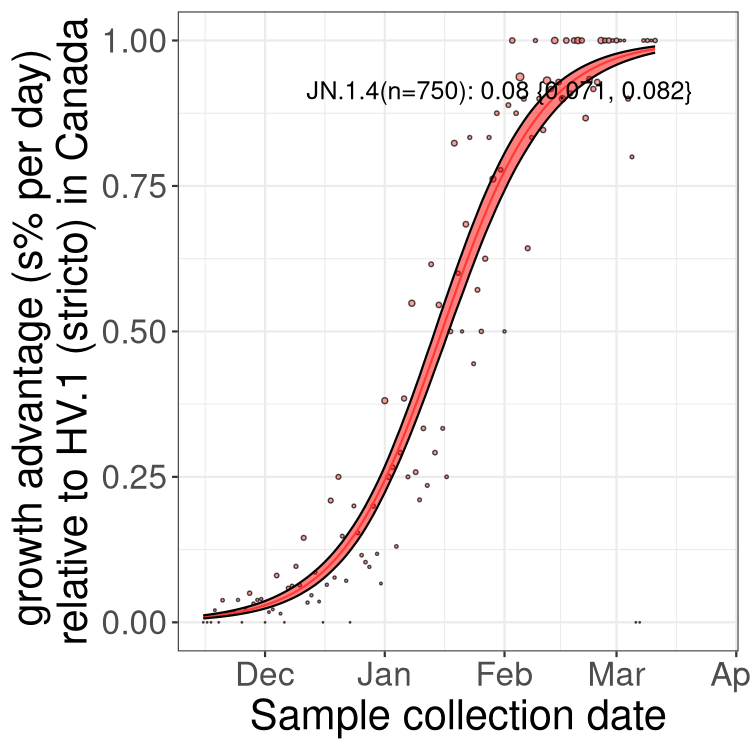 growth advantage (s% per day)
relative to HV.1 (stricto) in Canada
1.00
0.75
0.50
0.25
0.00
JN.1.4(n=750): 0.08 {0.071, 0.082}
Dec Jan Feb Mar Ap
Sample collection date